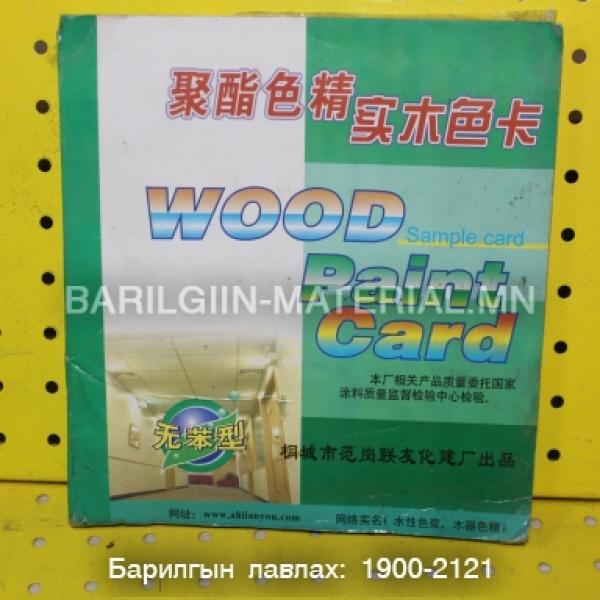 聚酯色精
实木色卡
WOOD
Sample card
Paint
BARILGIIN-MATERIAL.MN
Card
本厂相关产品质量委托国家
涂料质量监督检验中心检验.
无苯型
桐城市范岗联友化建厂出品
网址: www.ahlianyou.com
网络实名(水性色浆, 木器色精)
Барилгын лавлах: 1900-2121